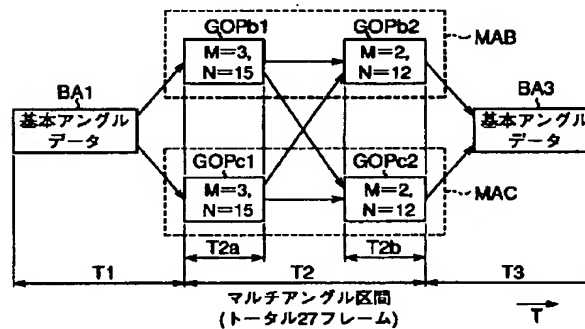 GOPb1
GOPb2
MAB
M=3,
N=15
M=2,
N=12
BA1
基本アングル
データ
BA3
基本アングル
データ
GOPc1
GOPc2
M=3,
N=15
M=2,
N=12
MAC
T2a
T2b
T1
T2
T3
マルチアングル区間
(トータル27フレーム)
T